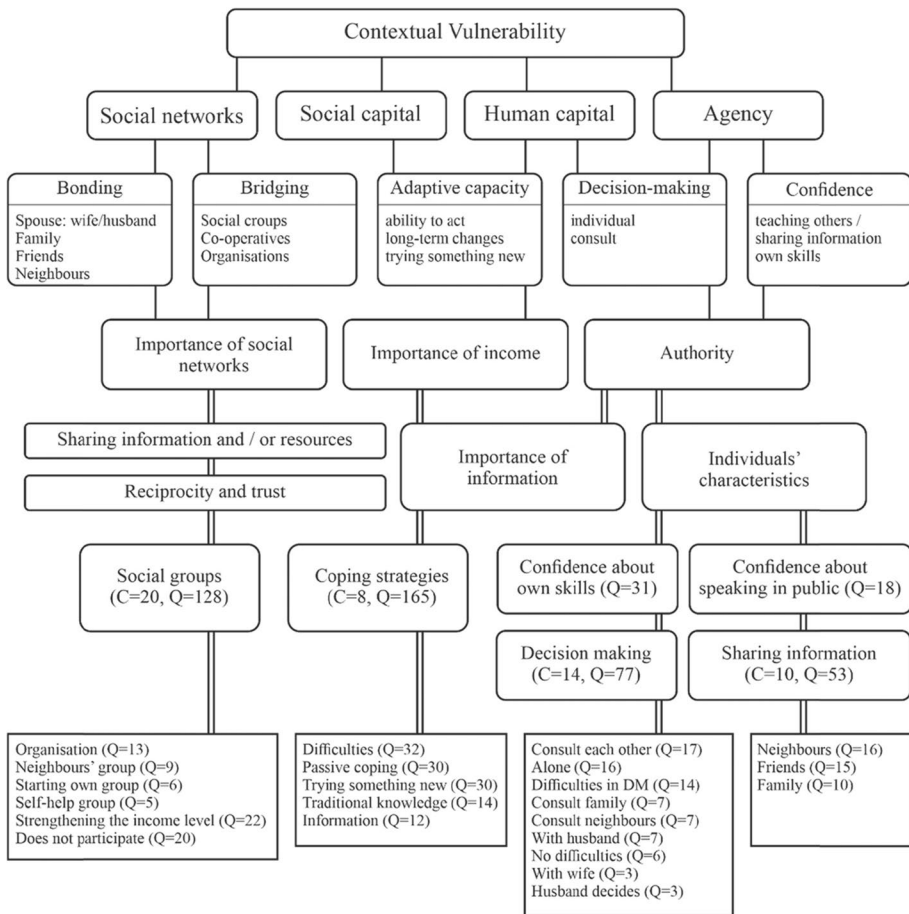 Contextual Vulnerability
Social networks
Social capital
Human capital
Agency
Bonding
Spouse: wife/husband
Family
Friends
Neighbours
Bridging
Social croups
Co-operatives
Organisations
Adaptive capacity
ability to act
long-term changes
trying something new
Decision-making
individual
consult
Confidence
teaching others /
sharing information
own skills
Importance of social
networks
Importance of income
Authority
Sharing information and / or resources
Reciprocity and trust
Importance of
information
Individuals'
characteristics
Social groups
(C=20, Q=128)
Coping strategies
(C=8, Q=165)
Confidence about
own skills (Q=31)
Confidence about
speaking in public (Q=18)
Decision making
(C=14, Q=77)
Sharing information
(C=10, Q=53)
Organisation (Q=13)
Neighbours' group (Q=9)
Starting own group (Q=6)
Self-help group (Q=5)
Strengthening the income level (Q=22)
Does not participate (Q=20)
Difficulties (Q=32)
Passive coping (Q=30)
Trying something new (Q=30)
Traditional knowledge (Q=14)
Information (Q=12)
Consult each other (Q=17)
Alone (Q=16)
Difficulties in DM (Q=14)
Consult family (Q=7)
Consult neighbours (Q=7)
With husband (Q=7)
No difficulties (Q=6)
With wife (Q=3)
Husband decides (Q=3)
Neighbours (Q=16)
Friends (Q=15)
Family (Q=10)